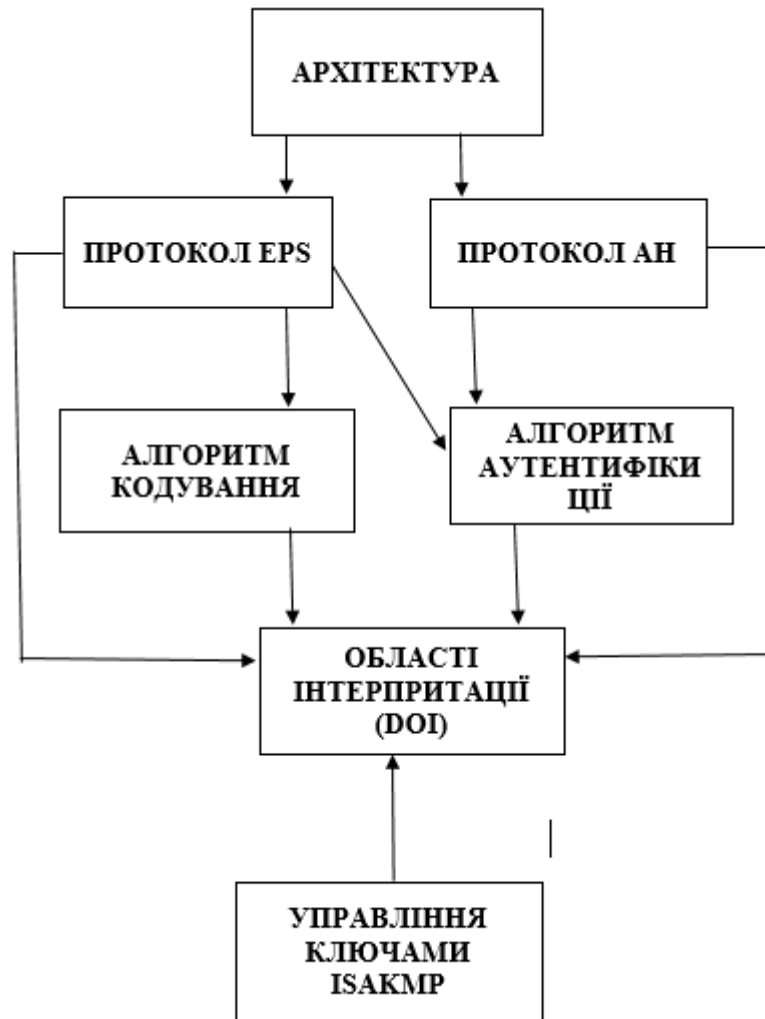 АРХІТЕКТУРА
ПРОТОКОЛ EPS
ПРОТОКОЛ АН
АЛГОРИТМ
КОДУВАННЯ
АЛГОРИТМ
АУТЕНТИФІКИ
ЦІЇ
ОБЛАСТІ
ІНТЕРПРИТАЦІЇ
(DOI)
УПРАВЛІННЯ
КЛЮЧАМИ
ISAKMP